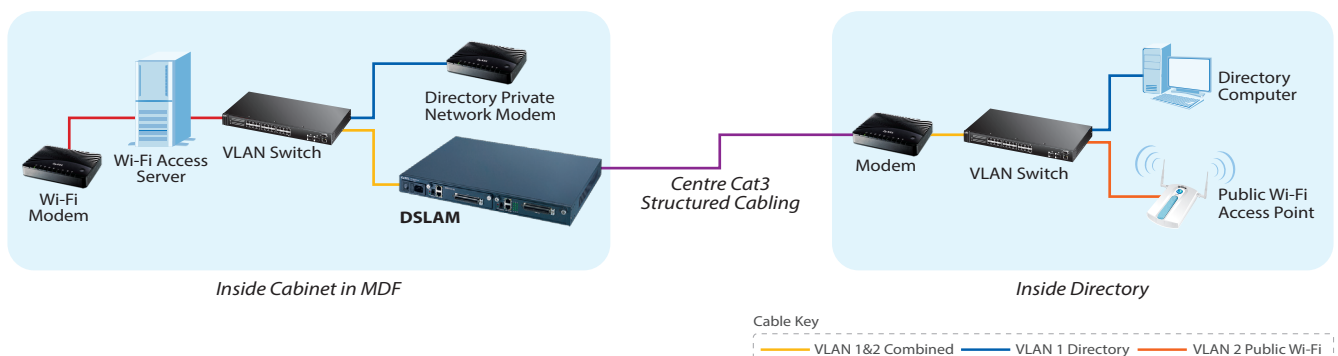 Directory Private
Network Modem
Wi-Fi Access
Server
VLAN Switch
Wi-Fi
Modem
DSLAM
Centre Cat3
Structured Cabling
Modem
VLAN Switch
Directory
Computer
Public Wi-Fi
Access Point
Inside Cabinet in MDF
Inside Directory
Cable Key
VLAN 1&2 Combined
VLAN 1 Directory
VLAN 2 Public Wi-Fi